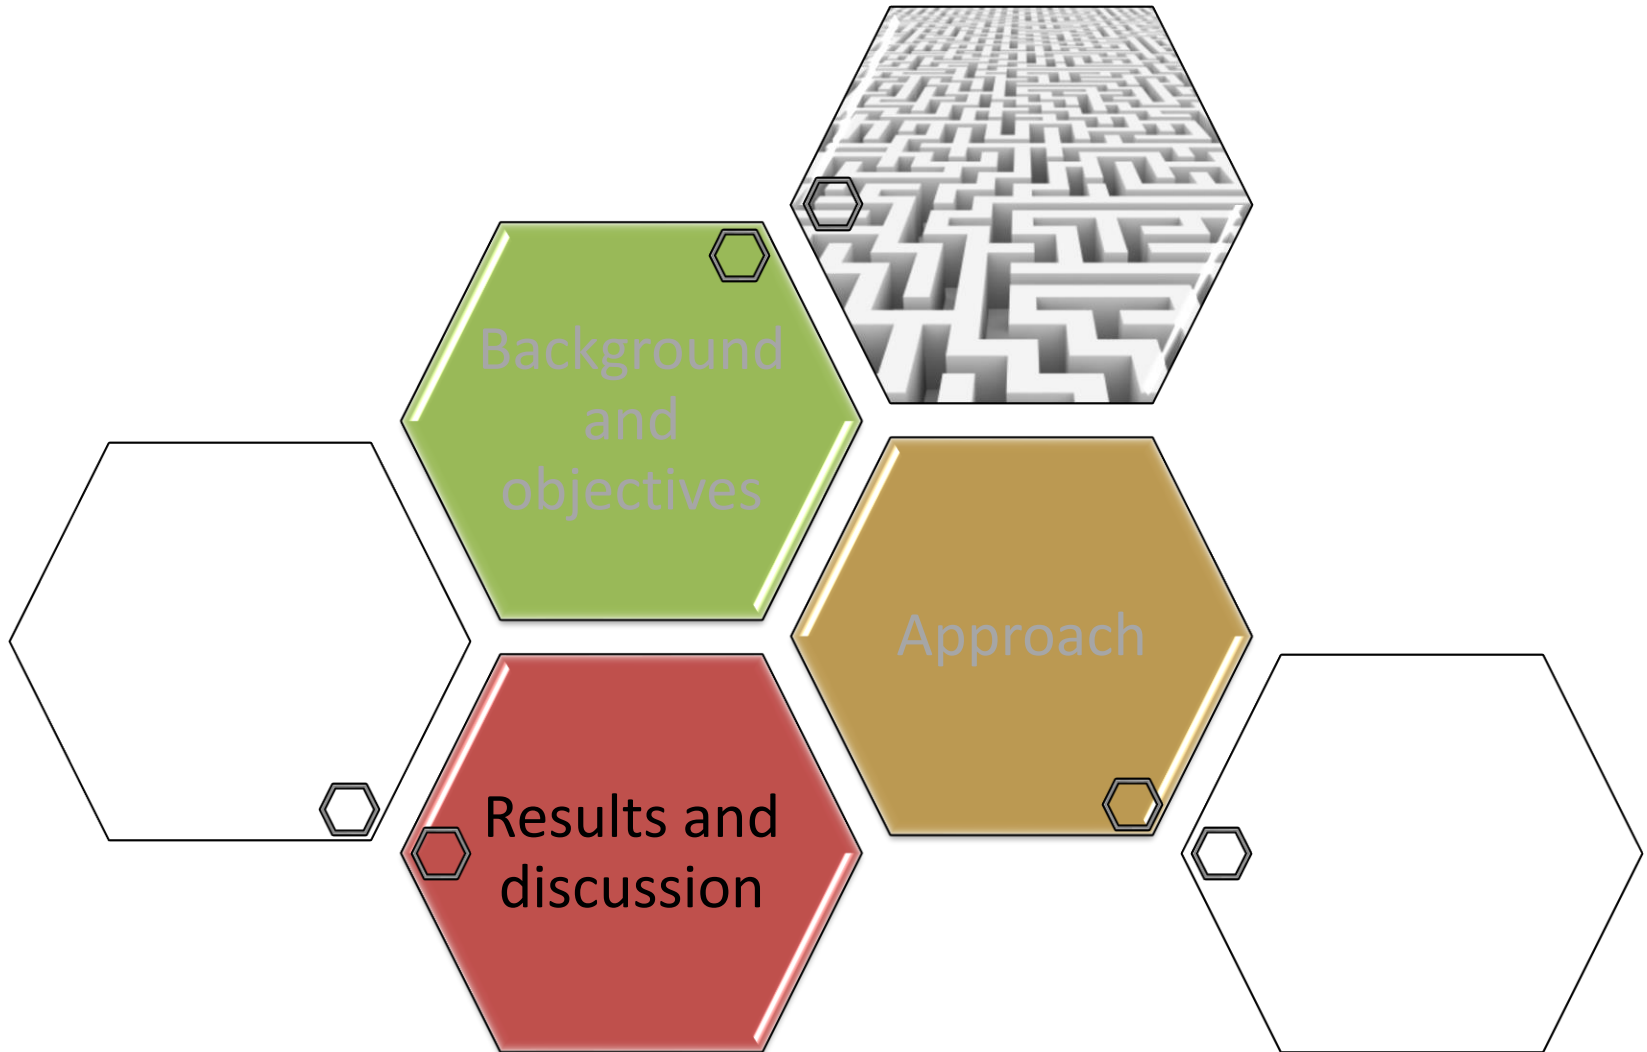 Background
and
objectives
Approach
Results and
discussion